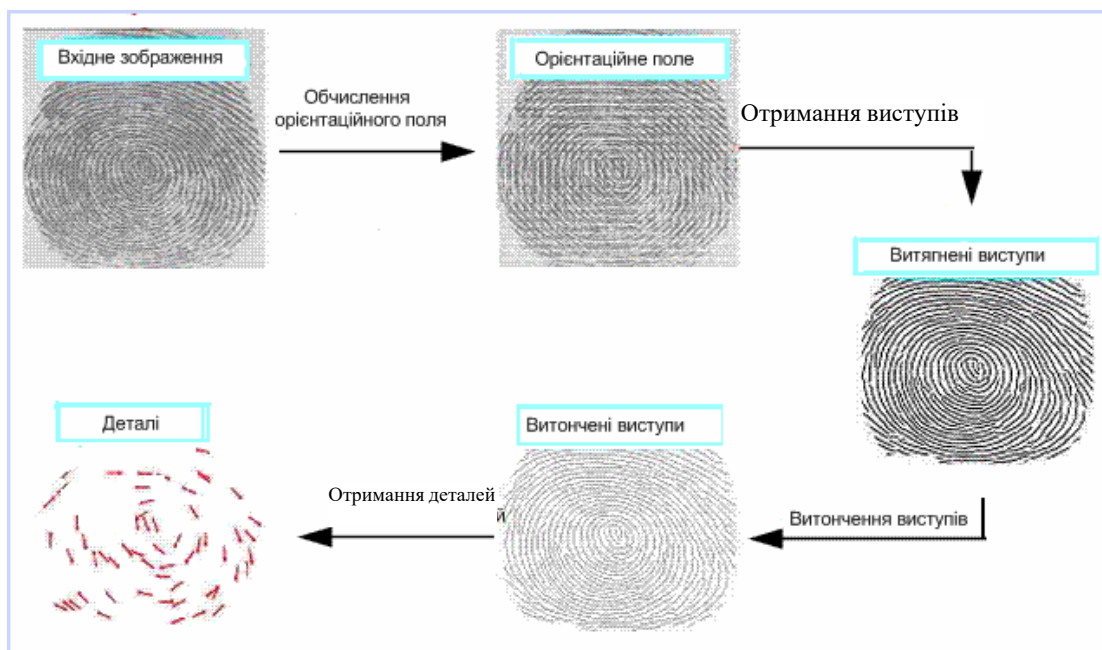 Вхідне зображення
Обчислення
орієнтаційного поля
Орієнтаційне поле
Отримання виступів
Витягнені виступи
Витончення виступів
Витончені виступи
Отримання деталей
й
Деталі